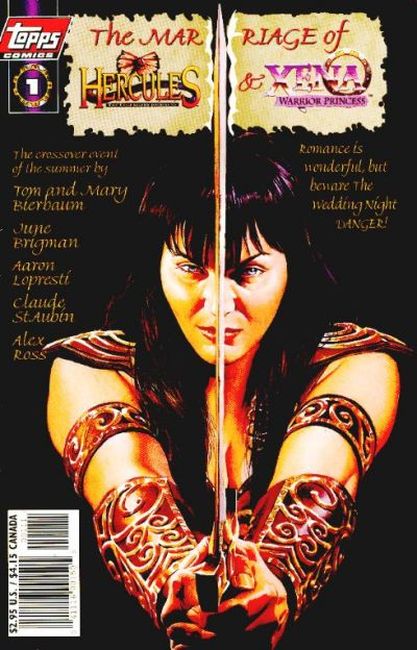 Topps
COMICS
1
The MAR RIAGE of
HERCULES & XENA
WARRIOR PRINCESS
The crossover event
of the summer by
Tom and Mary
Bierbaum
June
Brigman
Aaron
Lopresti
Claude
St.Aubin
Alex
Ross
Romance is
wonderful, but
beware The
Wedding Night
DANGER!
$2.95 U.S. / $4.15 CANADA